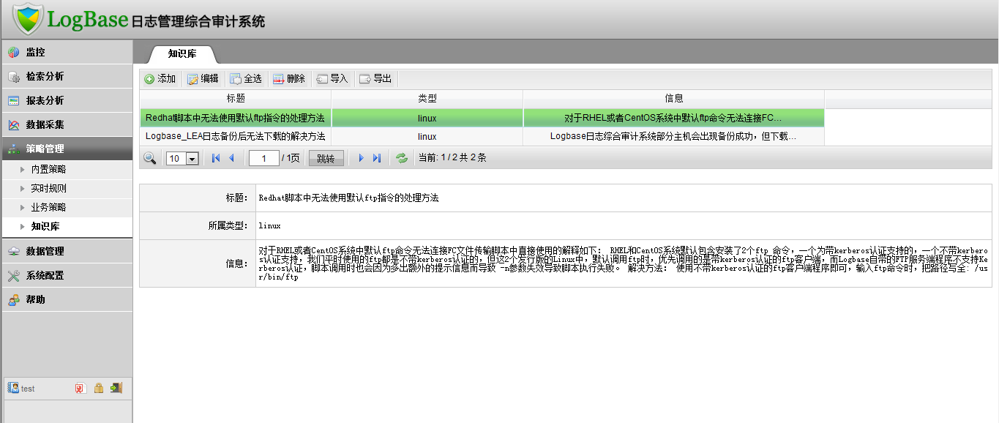 LogBase 日志管理综合审计系统
监控
检索分析
报表分析
数据采集
策略管理
内置策略
实时规则
业务策略
知识库
数据管理
系统配置
帮助
test
知识库
添加 编辑 全选 删除 导入 导出
标题 类型 信息
Redhat脚本中无法使用默认ftp指令的处理方法 linux 对于RHEL或者CentOS系统中默认ftp命令无法连接FC...
Logbase_LEA日志备份后无法下载的解决方法 linux Logbase日志综合审计系统部分主机会出现备份成功，但下载...
10 1 / 1页 跳转 当前: 1 / 2 共 2 条
标题: Redhat脚本中无法使用默认ftp指令的处理方法
所属类型: linux
信息: 对于RHEL或者CentOS系统中默认ftp命令无法连接FC文件传输脚本中直接使用的解释如下： RHEL和CentOS系统默认包含安装了2个ftp 命令，一个为带kerberos认证支持的，一个不带kerbero
s认证支持，我们平时使用的ftp都是不带kerberos认证的，但这2个发行版的Linux中，默认调用ftp时，优先调用的是带kerberos认证的ftp客户端，而Logbase自带的FTP服务端程序不支持Ke
rberos认证，脚本调用时也会因为多出额外的提示信息而导致 -n参数失效导致脚本执行失败。 解决方法： 使用不带kerberos认证的ftp客户端程序即可，输入ftp命令时，把路径写全：/us
r/bin/ftp